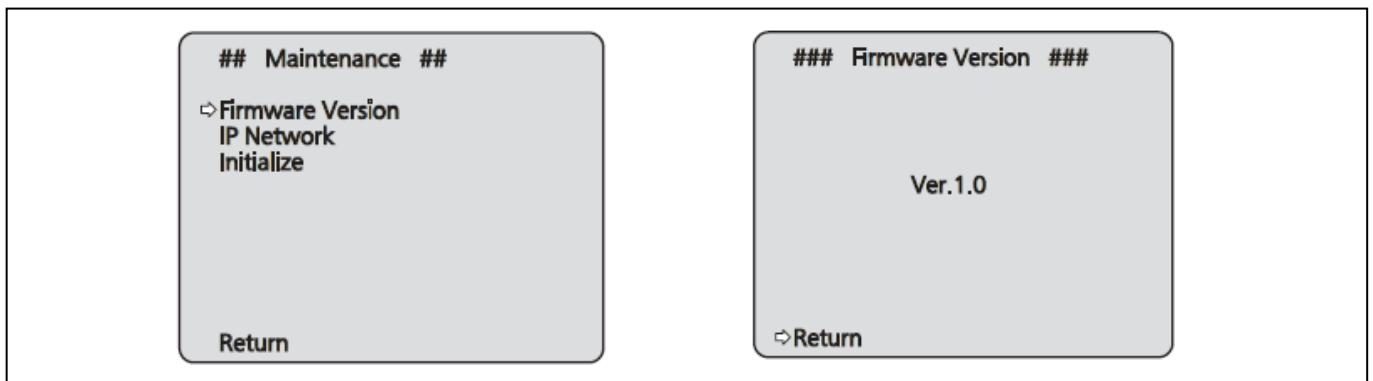 ## Maintenance ##
⇨Firmware Version
IP Network
Initialize
Return
### Firmware Version ###
Ver.1.0
⇨Return